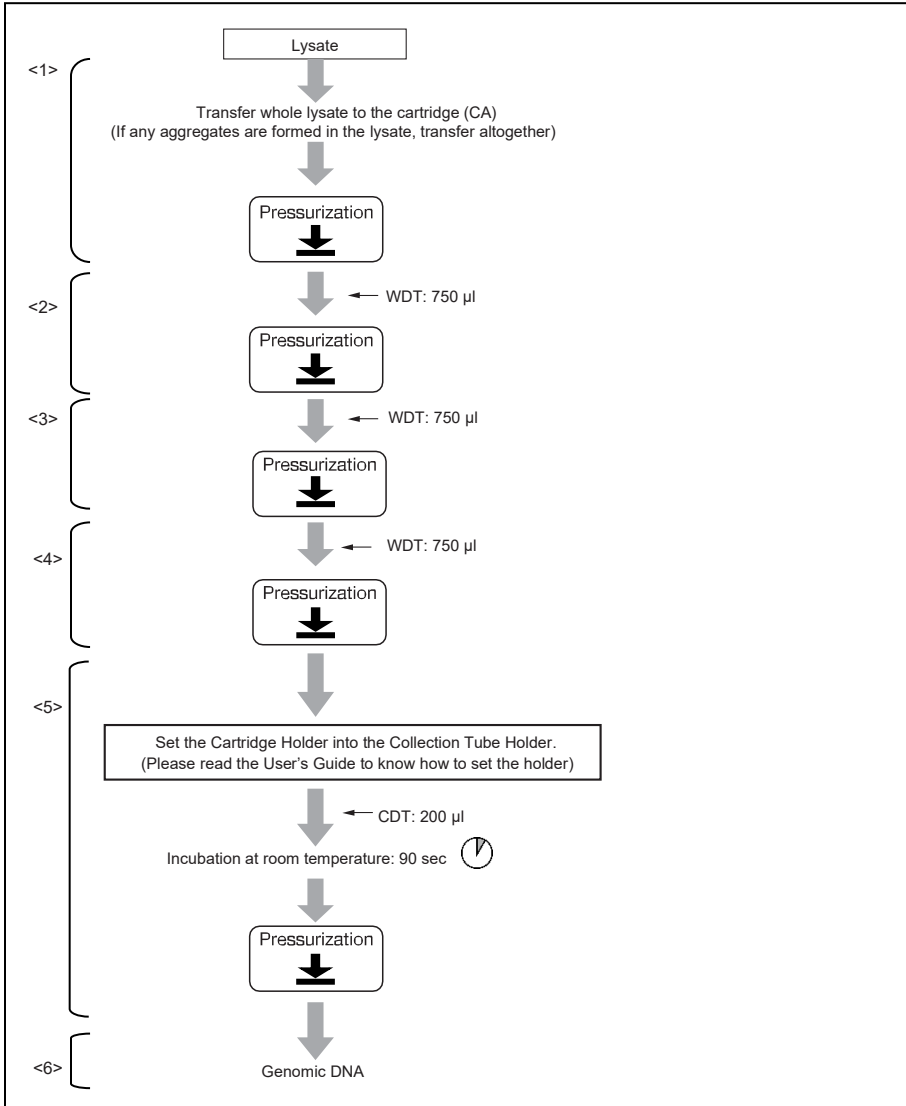 Lysate
<1>
Transfer whole lysate to the cartridge (CA)
(If any aggregates are formed in the lysate, transfer altogether)
Pressurization
<2>
WDT: 750 µl
Pressurization
<3>
WDT: 750 µl
Pressurization
<4>
WDT: 750 µl
Pressurization
<5>
Set the Cartridge Holder into the Collection Tube Holder.
(Please read the User’s Guide to know how to set the holder)
CDT: 200 µl
Incubation at room temperature: 90 sec
Pressurization
<6>
Genomic DNA